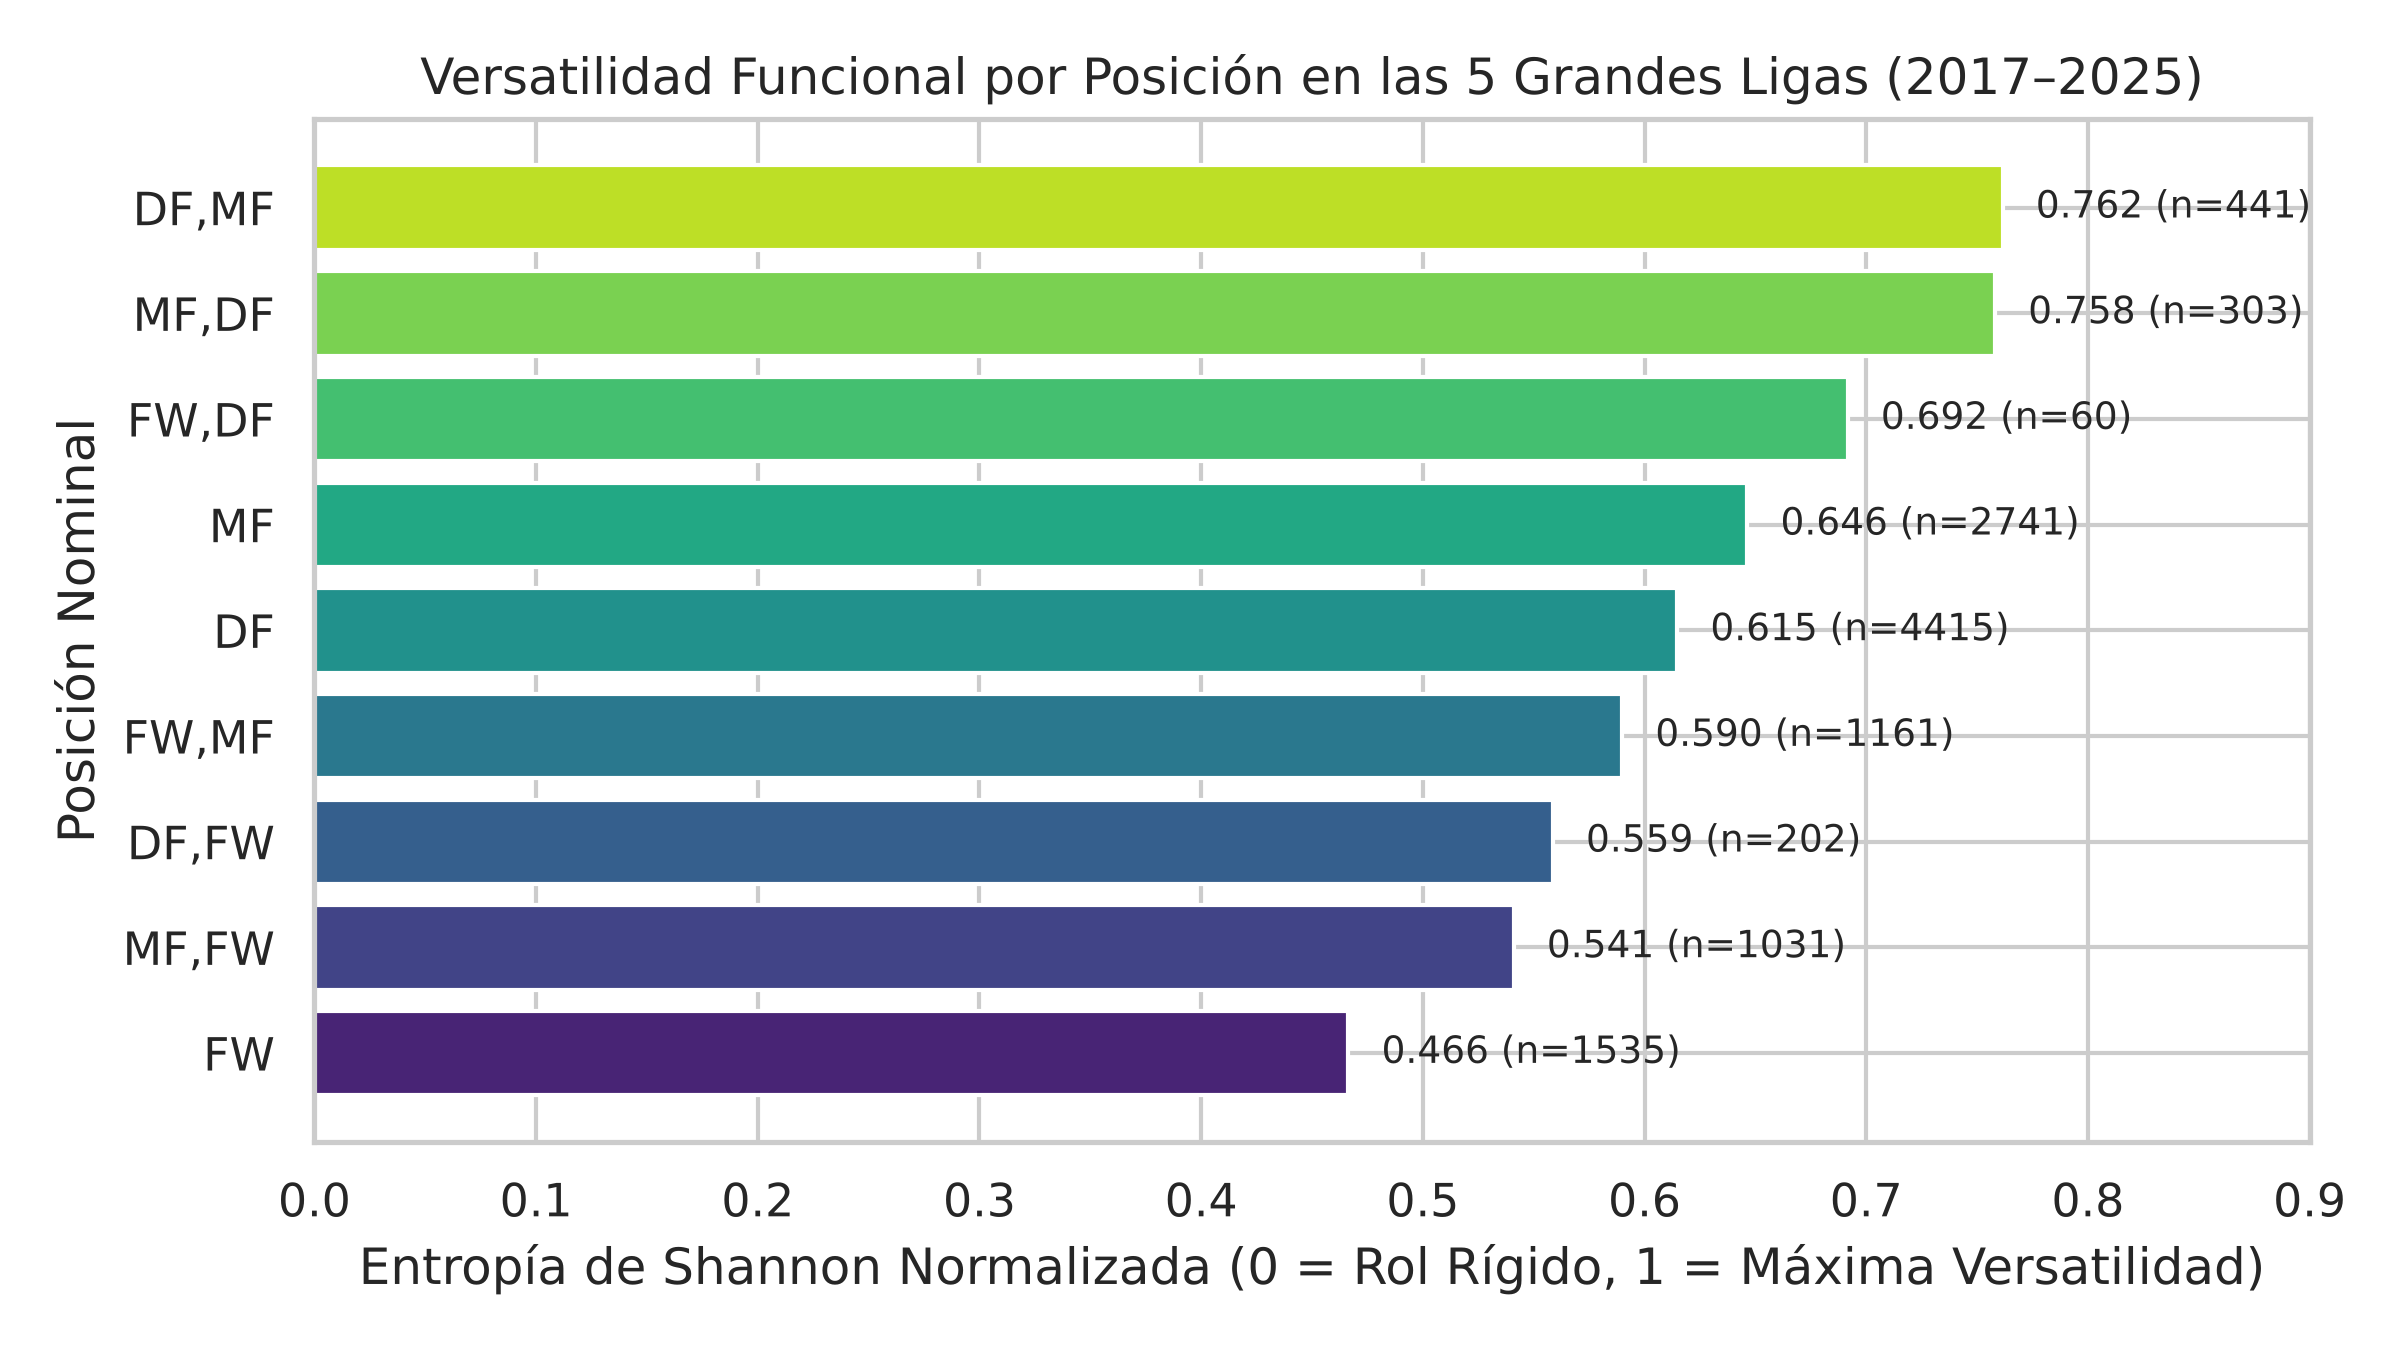 Versatilidad Funcional por Posición en las 5 Grandes Ligas (2017–2025)
Posición Nominal
DF,MF 0.762 (n=441)
MF,DF 0.758 (n=303)
FW,DF 0.692 (n=60)
MF 0.646 (n=2741)
DF 0.615 (n=4415)
FW,MF 0.590 (n=1161)
DF,FW 0.559 (n=202)
MF,FW 0.541 (n=1031)
FW 0.466 (n=1535)
0.0 0.1 0.2 0.3 0.4 0.5 0.6 0.7 0.8 0.9
Entropía de Shannon Normalizada (0 = Rol Rígido, 1 = Máxima Versatilidad)